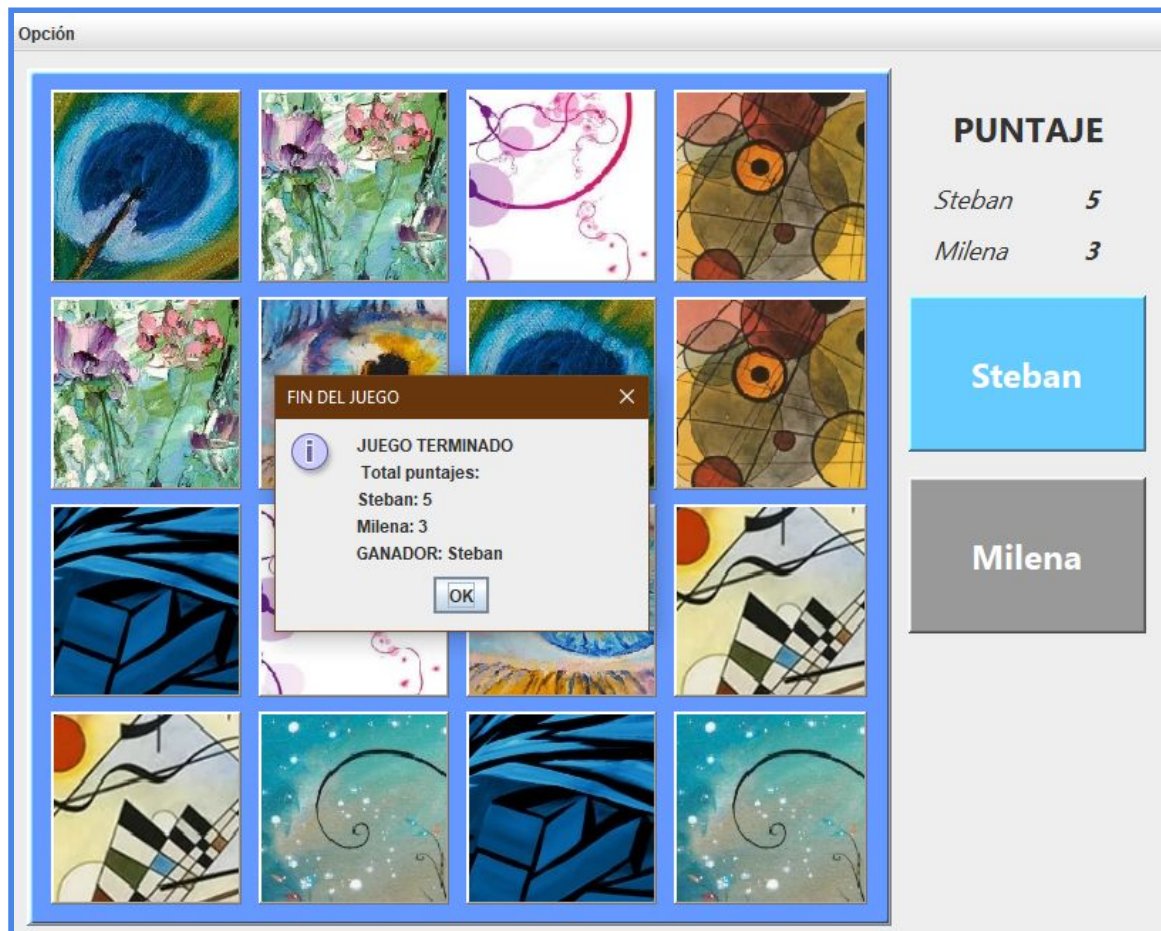 Opción
PUNTAJE
Steban 5
Milena 3
Steban
Milena
FIN DEL JUEGO
JUEGO TERMINADO
Total puntajes:
Steban: 5
Milena: 3
GANADOR: Steban
OK